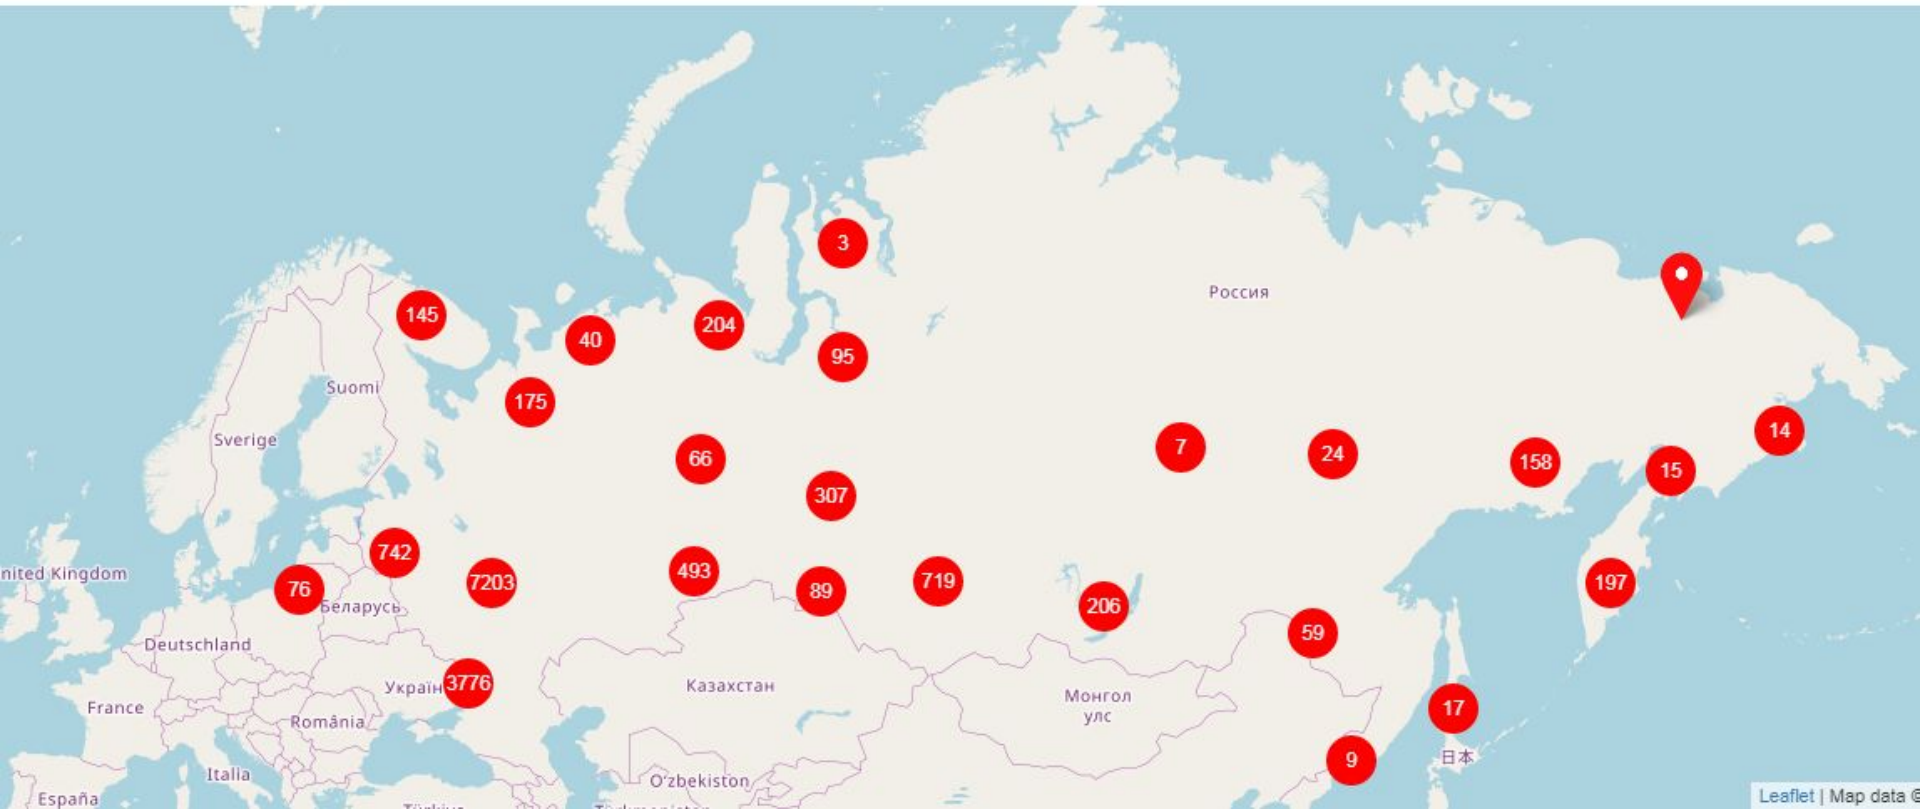 3
Россия
145
204
40
95
Suomi
175
14
Sverige
7
24
66
158
15
307
742
493
nited Kingdom
719
7203
197
76
89
Беларусь
206
59
Deutschland
3776
Україн
Казахстан
Монгол
улс
France
17
România
日本
9
Italia
O‘zbekiston
España
Leaflet | Map data ©